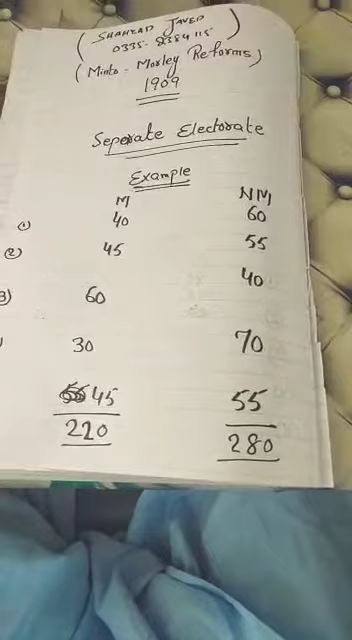 ( SHAHZAD JAVED )
0335-8384115
( Minto - Morley Reforms )
1909
Seperate Electorate
Example
M NM
(1) 40 60
(2) 45 55
3) 60 40
30 70
45 55
220 280